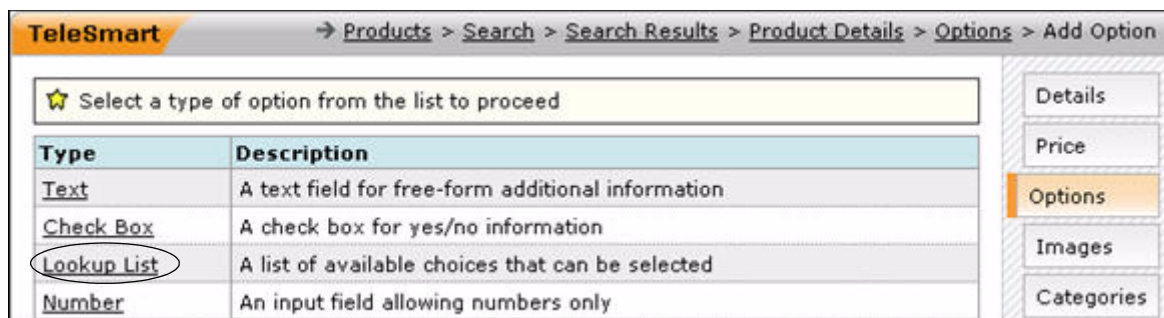 TeleSmart → Products > Search > Search Results > Product Details > Options > Add Option
Select a type of option from the list to proceed
Type Description
Text A text field for free-form additional information
Check Box A check box for yes/no information
Lookup List A list of available choices that can be selected
Number An input field allowing numbers only
Details
Price
Options
Images
Categories